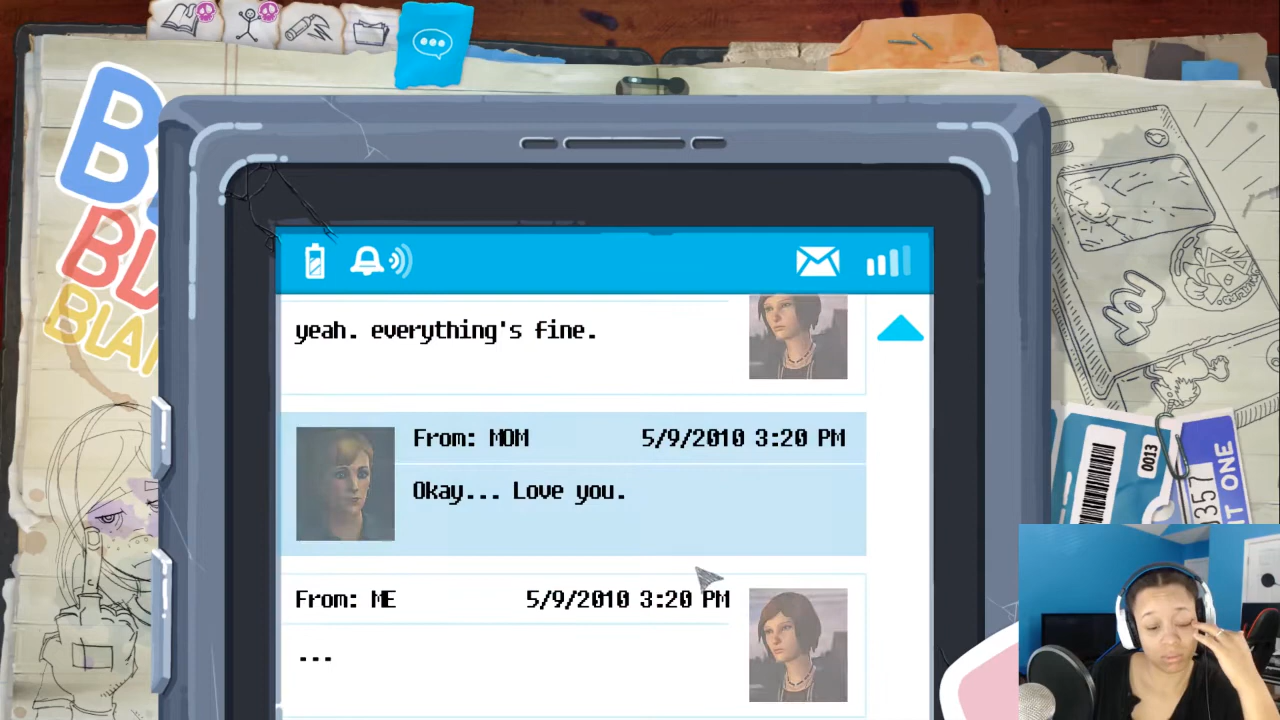 yeah. everything's fine.
From: MOM 5/9/2010 3:20 PM
Okay... Love you.
From: ME 5/9/2010 3:20 PM
...
0013